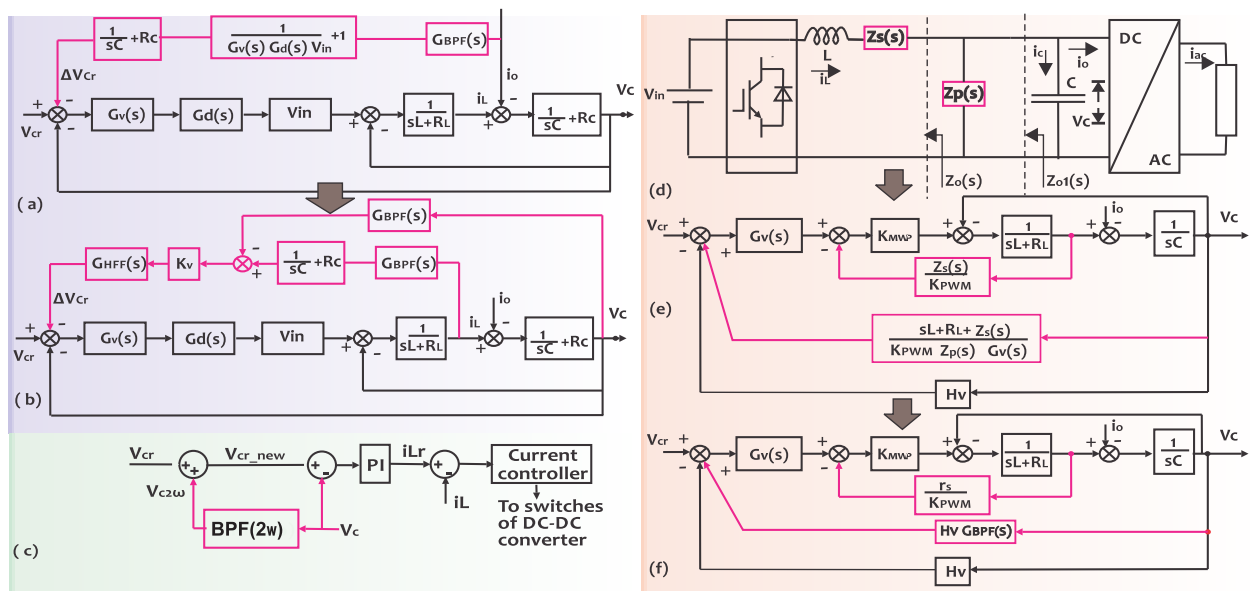 1
sC +Rc
1
Gv(s) Gd(s) Vin +1
GBPF(s)
ΔVCr
io
+
-
-
Vcr
Gv(s)
Gd(s)
Vin
+
-
1
sL+RL
iL
+
-
1
sC +Rc
Vc
( a)
GBPF(s)
-
+
GHFF(s)
Kv
1
sC +Rc
GBPF(s)
ΔVCr
io
+
-
-
Vcr
Gv(s)
Gd(s)
Vin
+
-
1
sL+RL
iL
+
-
1
sC +Rc
Vc
( b)
Vcr
+
+
Vcr_new
+
-
PI
iLr
+
-
iL
Current
controller
VC2ω
BPF(2w)
Vc
To switches
of DC-DC
converter
( c)
Vin
L
iL
Zs(s)
Zp(s)
ic
io
C
Vc
DC
AC
iac
Zo(s)
Zo1(s)
(d)
Vcr
+
-
+
Gv(s)
+
-
KMWP
-
+
1
sL+RL
io
+
-
1
sC
Vc
Zs(s)
KPWM
sL+RL+ Zs(s)
KPWM Zp(s) Gv(s)
Hv
(e)
Vcr
+
-
+
Gv(s)
+
-
KMWP
-
+
1
sL+RL
io
+
-
1
sC
Vc
rs
KPWM
Hv GBPF(s)
Hv
(f)